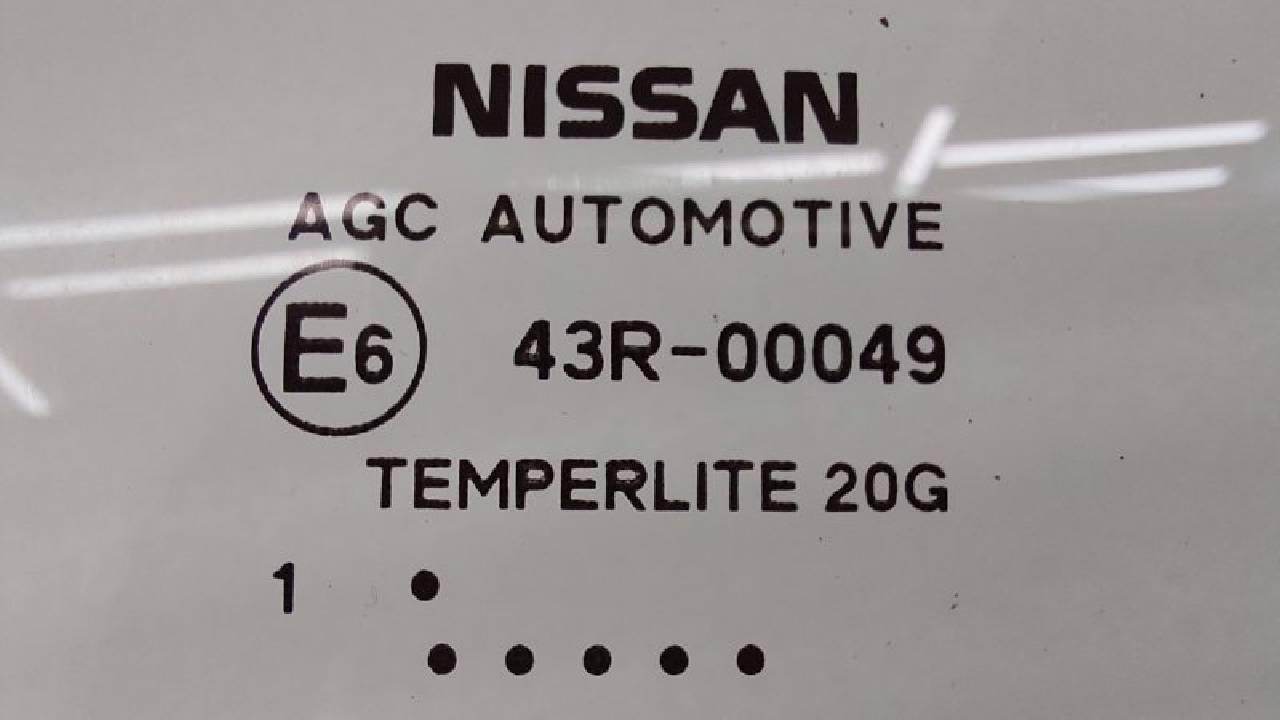 NISSAN
AGC AUTOMOTIVE
E6 43R-00049
TEMPERLITE 20G
1 •
• • • • •